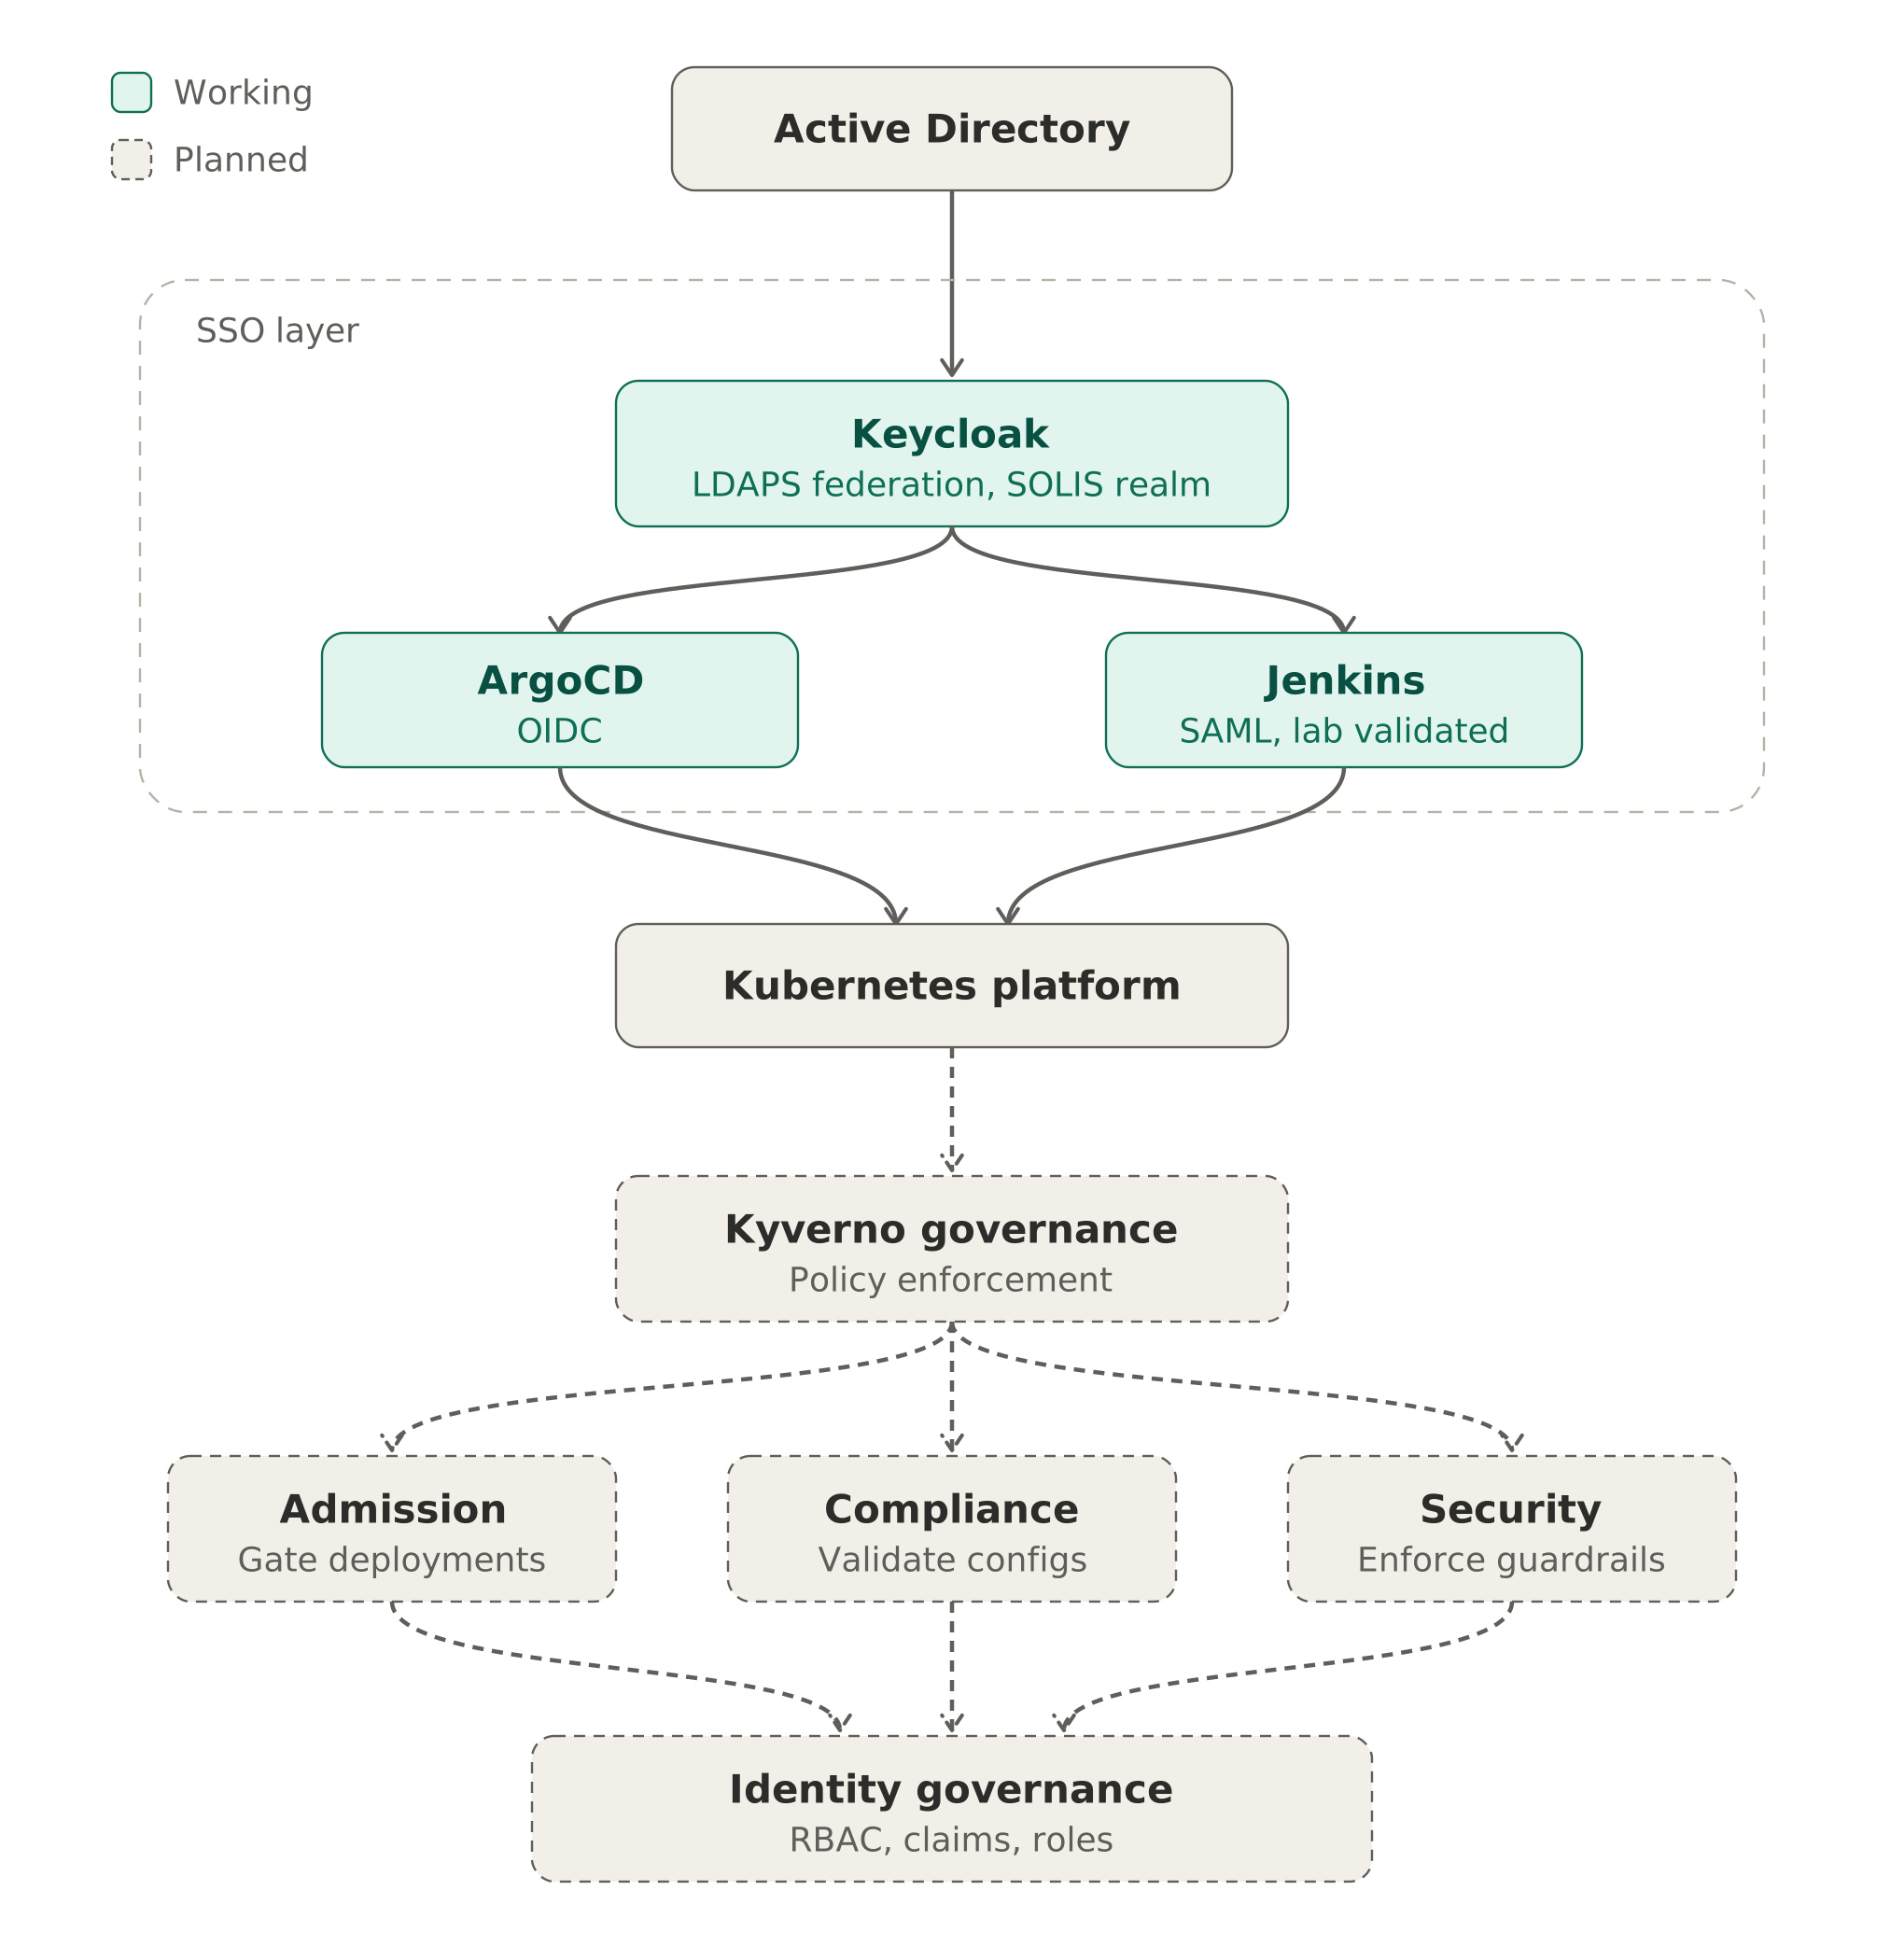 Working
Planned
Active Directory
SSO layer
Keycloak
LDAPS federation, SOLIS realm
ArgoCD
OIDC
Jenkins
SAML, lab validated
Kubernetes platform
Kyverno governance
Policy enforcement
Admission
Gate deployments
Compliance
Validate configs
Security
Enforce guardrails
Identity governance
RBAC, claims, roles